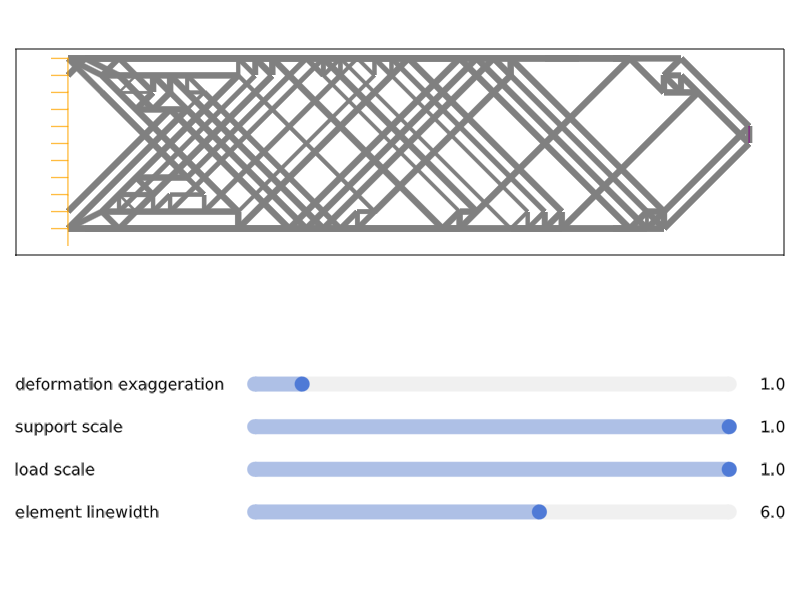 deformation exaggeration 1.0
support scale 1.0
load scale 1.0
element linewidth 6.0